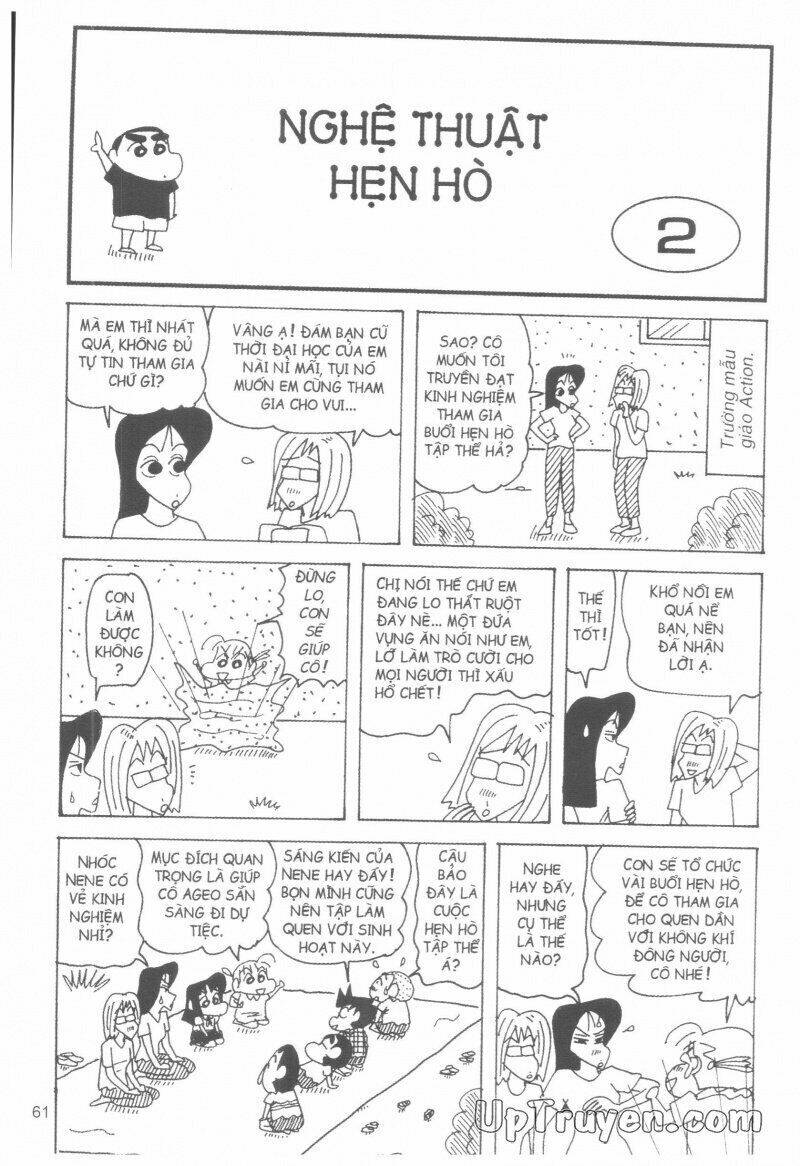 NGHỆ THUẬT
HẸN HÒ
2
Trường mẫu
giáo Action.
SAO? CÔ
MUỐN TÔI
TRUYỀN ĐẠT
KINH NGHIỆM
THAM GIA
BUỔI HẸN HÒ
TẬP THỂ HẢ?
VÂNG Ạ! ĐÁM BẠN CŨ
THỜI ĐẠI HỌC CỦA EM
NÀI NỈ MÃI, TỤI NÓ
MUỐN EM CÙNG THAM
GIA CHO VUI...
MÀ EM THÌ NHẤT
QUÁ, KHÔNG ĐỦ
TỰ TIN THAM GIA
CHỨ GÌ?
KHỔ NỖI EM
QUÁ NỂ
BẠN, NÊN
ĐÃ NHẬN
LỜI Ạ.
THẾ
THÌ
TỐT!
CHỊ NÓI THẾ CHỨ EM
ĐANG LO THẮT RUỘT
ĐÂY NÈ... MỘT ĐỨA
VỤNG ĂN NÓI NHƯ EM,
LỠ LÀM TRÒ CƯỜI CHO
MỌI NGƯỜI THÌ XẤU
HỔ CHẾT!
ĐỪNG
LO,
CON
SẼ
GIÚP
CÔ!
CON
LÀM
ĐƯỢC
KHÔNG
?
CON SẼ TỔ CHỨC
VÀI BUỔI HẸN HÒ,
ĐỂ CÔ THAM GIA
CHO QUEN DẦN
VỚI KHÔNG KHÍ
ĐÔNG NGƯỜI,
CÔ NHÉ!
NGHE
HAY ĐẤY,
NHƯNG
CỤ THỂ
LÀ THẾ
NÀO?
CẬU
BẢO
ĐÂY LÀ
CUỘC
HẸN HÒ
TẬP THỂ
Á?
SÁNG KIẾN CỦA
NENE HAY ĐẤY!
BỌN MÌNH CŨNG
NÊN TẬP LÀM
QUEN VỚI SINH
HOẠT NÀY.
MỤC ĐÍCH QUAN
TRỌNG LÀ GIÚP
CÔ AGEO SẴN
SÀNG ĐI DỰ
TIỆC.
NHÓC
NENE CÓ
VẺ KINH
NGHIỆM
NHỈ?
61
UpTruyen.com